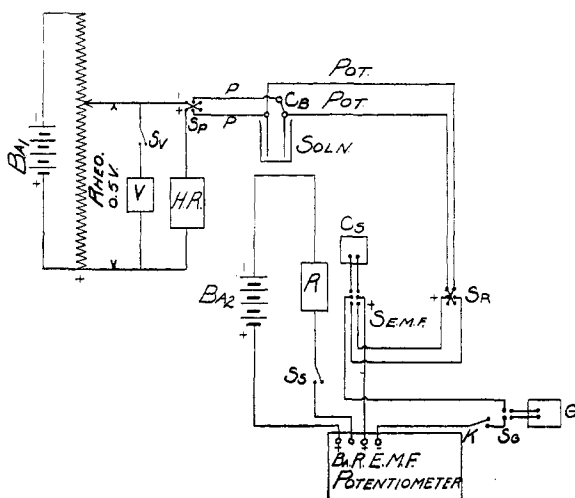 POT.
P
CB
POT.
SP
P
SOLN
SV
BA1
RHEO.
0.5V.
V
H.R.
CS
BA2
R
SR
SE.M.F.
SS
K
SG
G
BA.R.E.M.F.
POTENTIOMETER